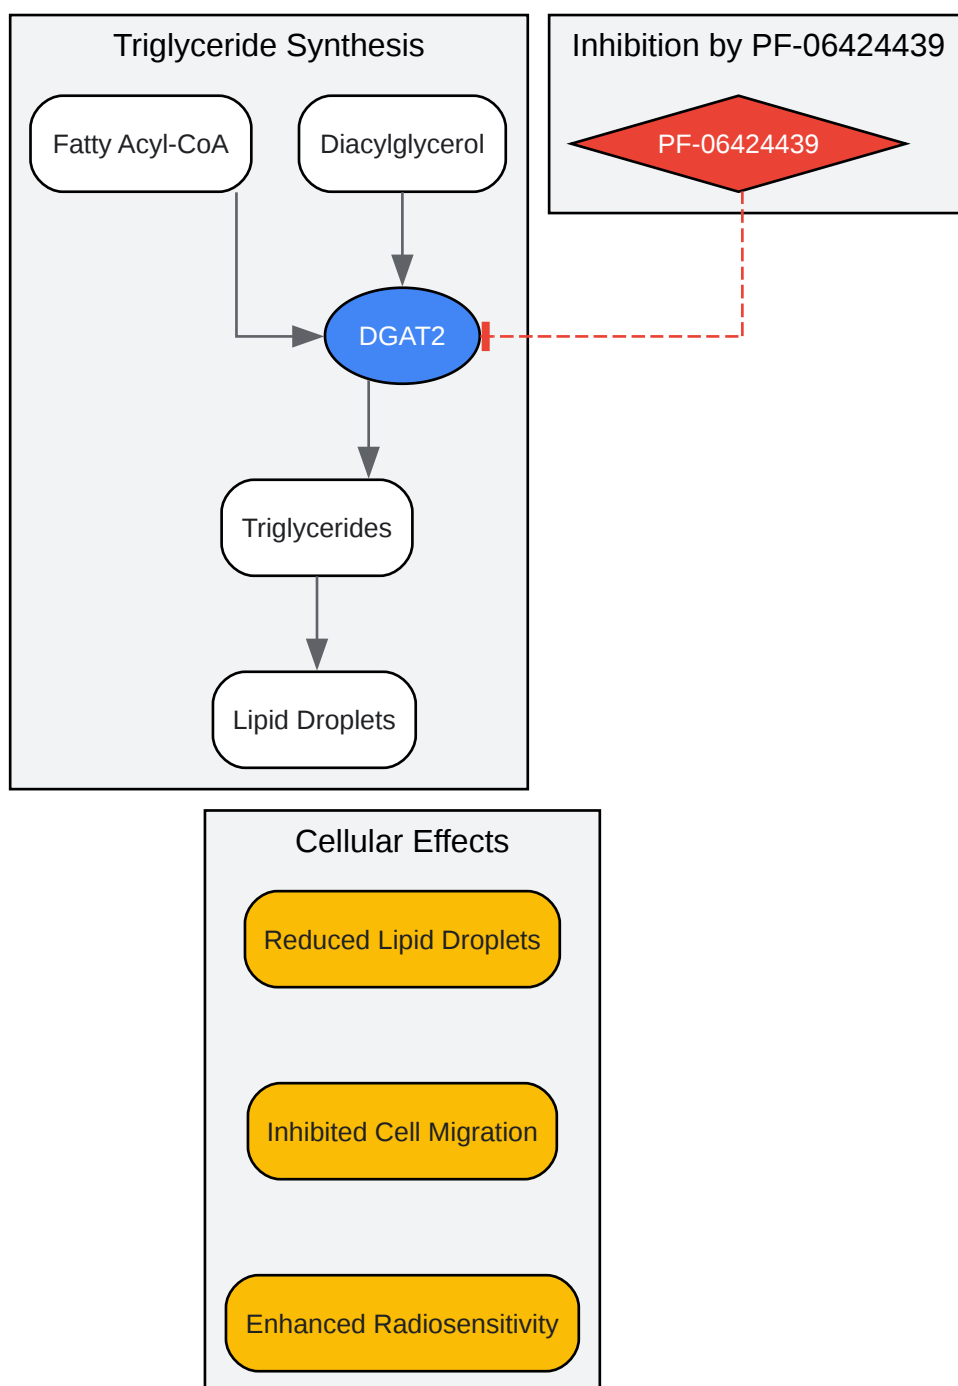 Triglyceride Synthesis
Inhibition by PF-06424439
Fatty Acyl-CoA
Diacylglycerol
PF-06424439
DGAT2
Triglycerides
Lipid Droplets
Cellular Effects
Reduced Lipid Droplets
Inhibited Cell Migration
Enhanced Radiosensitivity